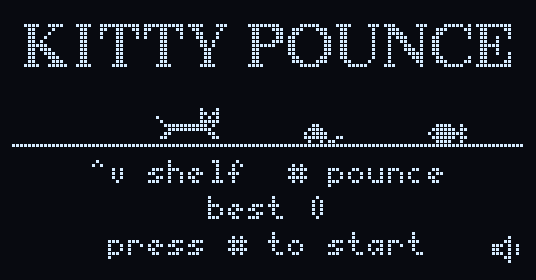 KITTY POUNCE
^v shelf  # pounce
best 0
press # to start